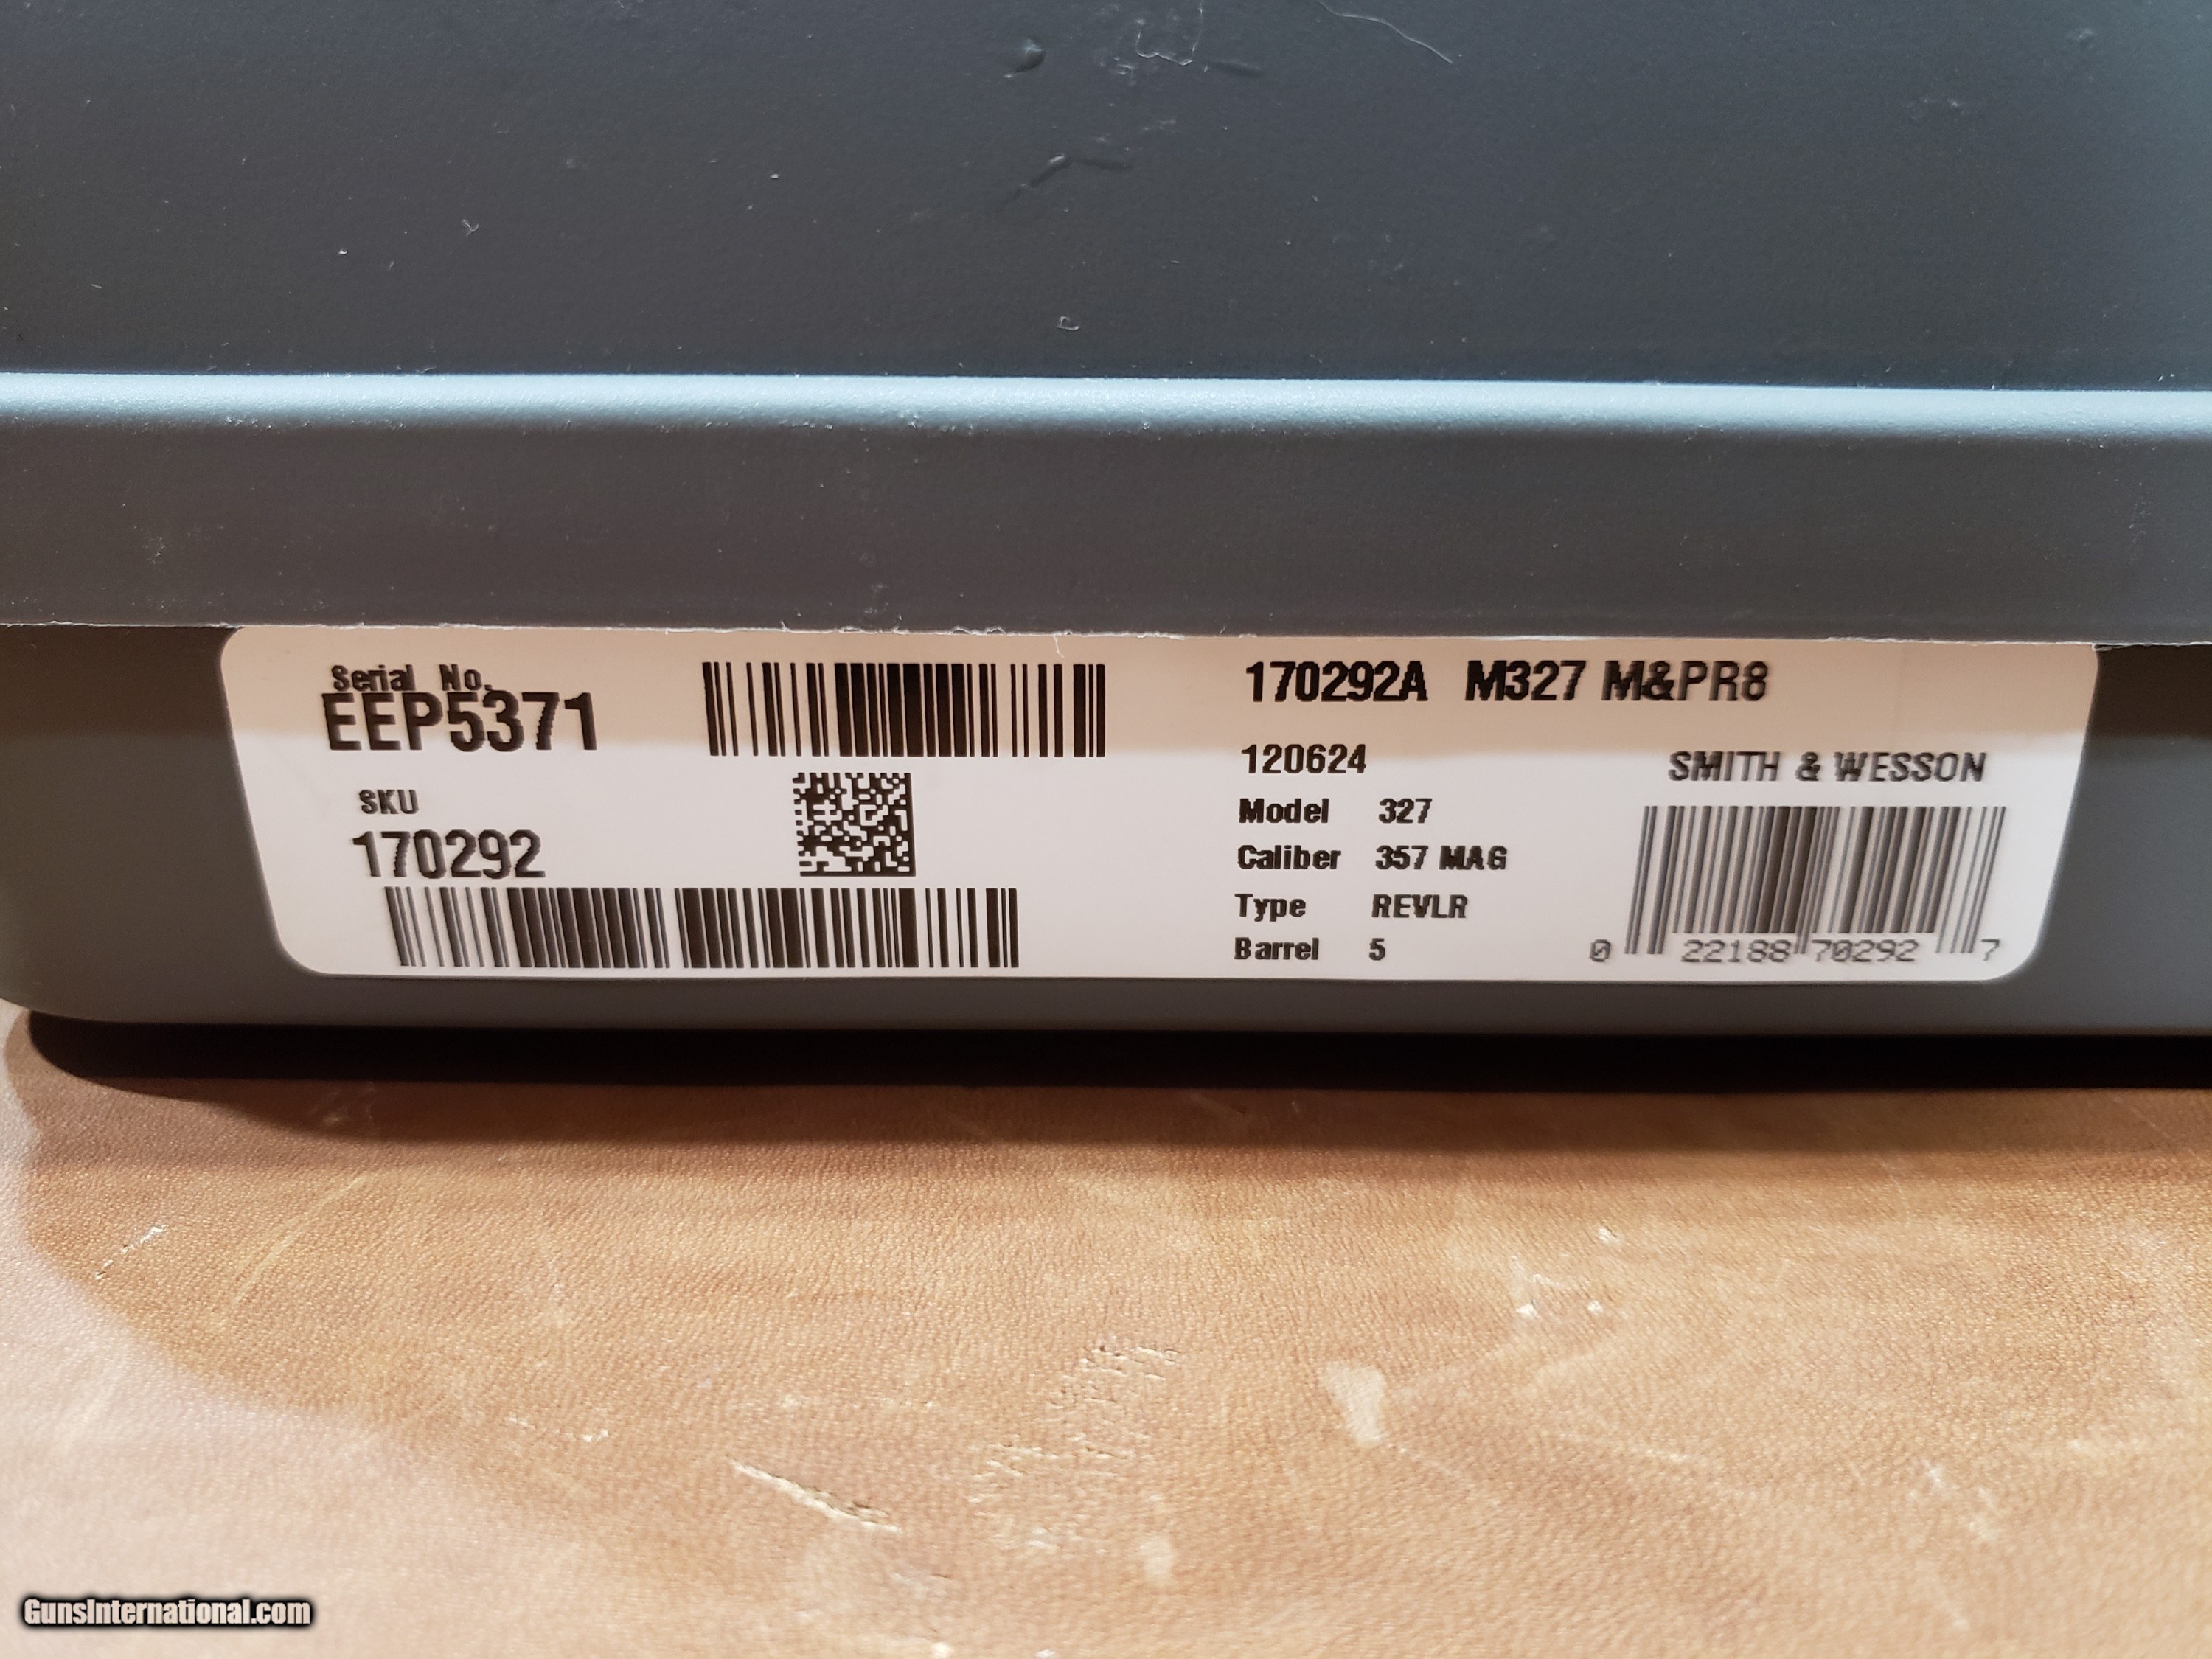 Serial No.
EEP5371
SKU
170292
170292A M327 M&PR8
120624
Model 327
Caliber 357 MAG
Type REVLR
Barrel 5
SMITH & WESSON
0 22188 70292 7
GunsInternational.com